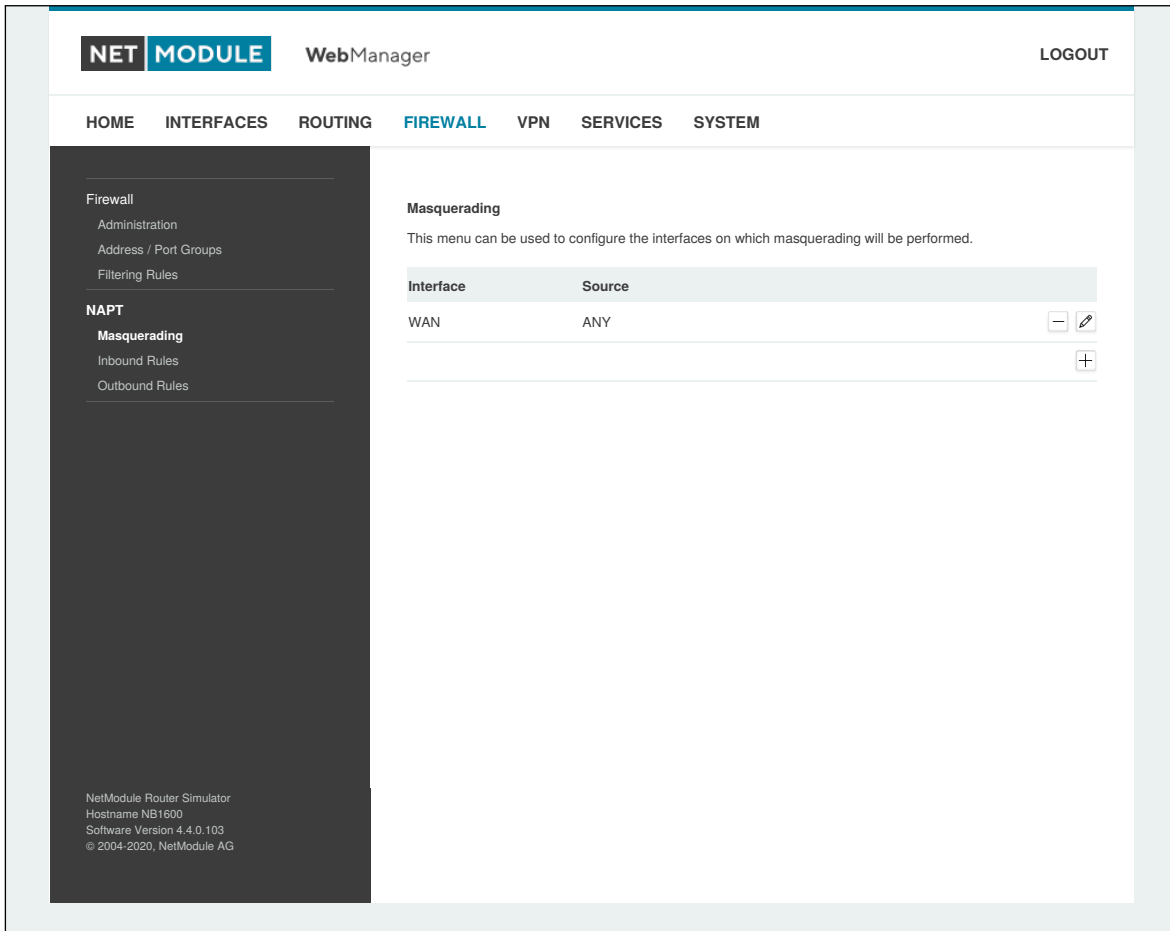 NET MODULE WebManager LOGOUT
HOME INTERFACES ROUTING FIREWALL VPN SERVICES SYSTEM
Firewall
Administration
Address / Port Groups
Filtering Rules
NAPT
Masquerading
Inbound Rules
Outbound Rules
Masquerading
This menu can be used to configure the interfaces on which masquerading will be performed.
Interface Source
WAN ANY
NetModule Router Simulator
Hostname NB1600
Software Version 4.4.0.103
© 2004-2020, NetModule AG